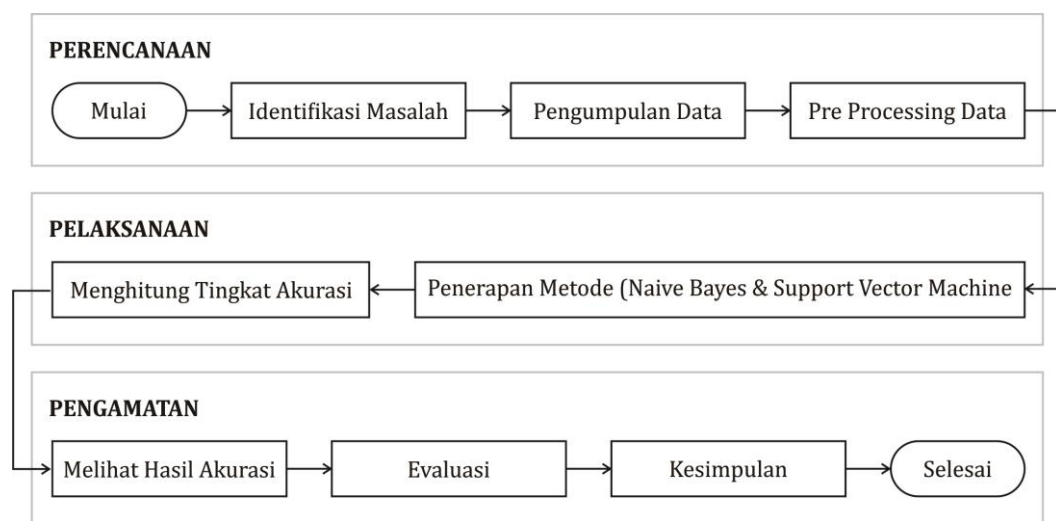 PERENCANAAN
Mulai
Identifikasi Masalah
Pengumpulan Data
Pre Processing Data
PELAKSANAAN
Menghitung Tingkat Akurasi
Penerapan Metode (Naive Bayes & Support Vector Machine
PENGAMATAN
Melihat Hasil Akurasi
Evaluasi
Kesimpulan
Selesai